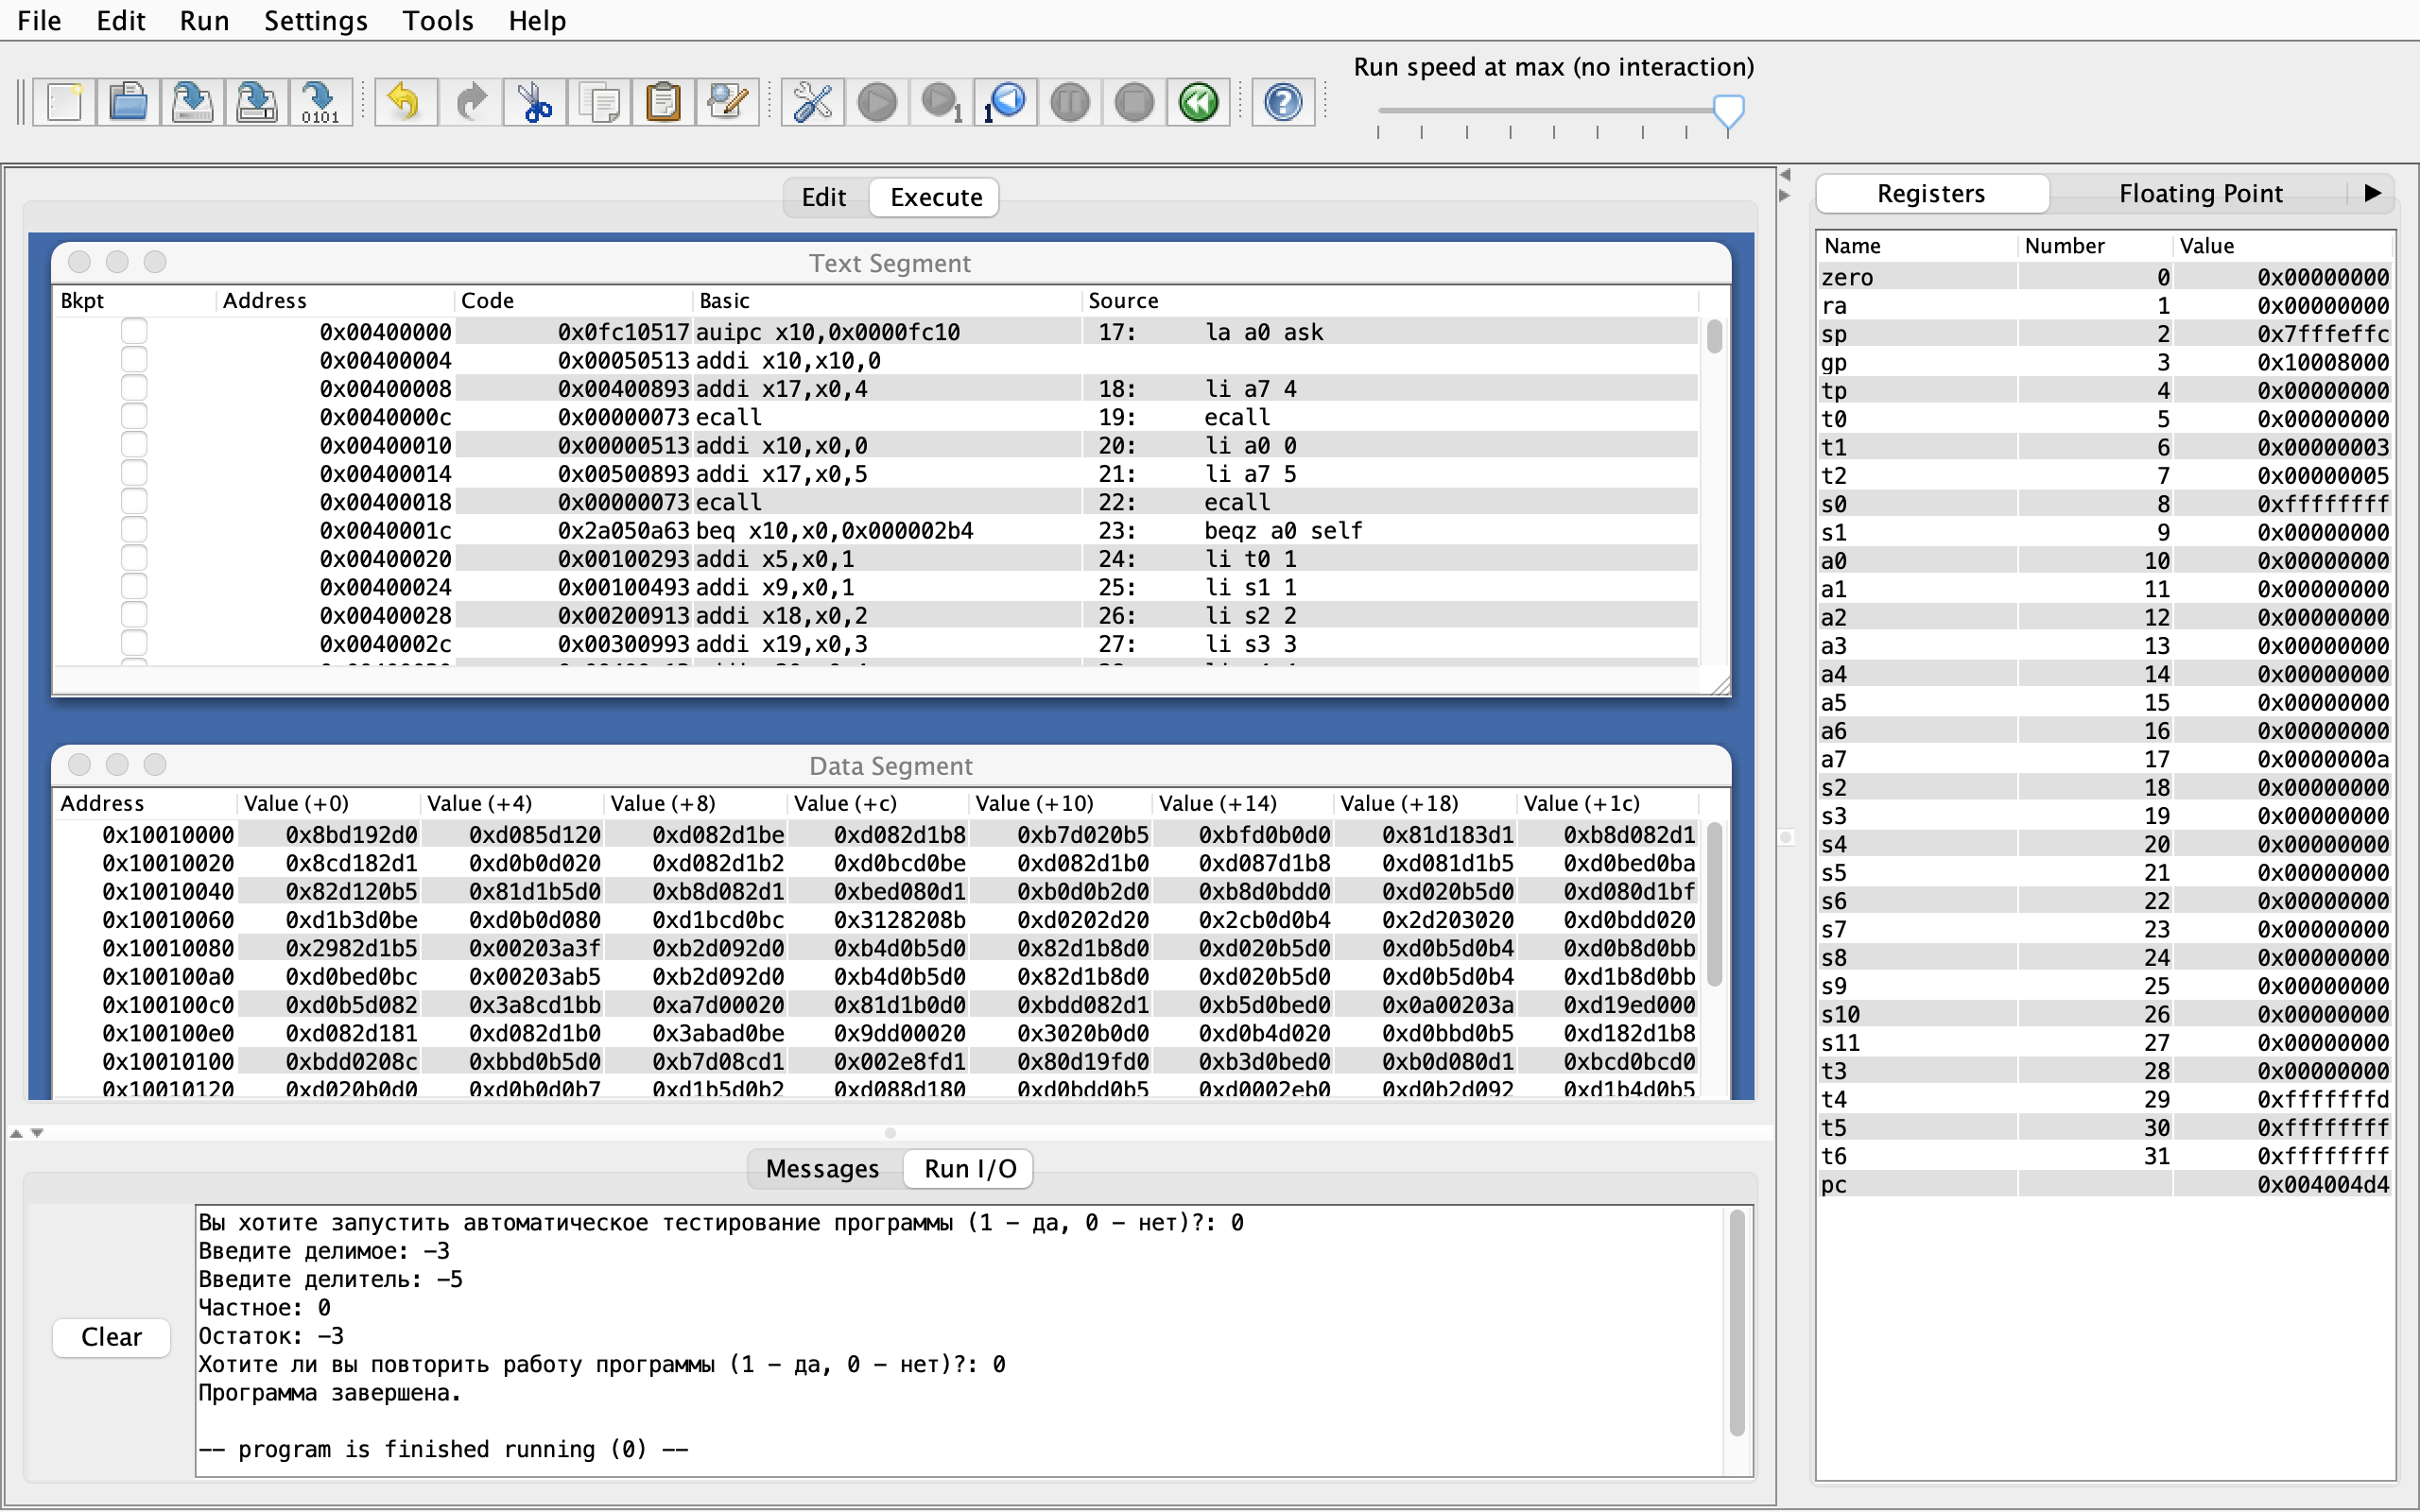 File Edit Run Settings Tools Help
Run speed at max (no interaction)
0101 1 1 ?
Edit Execute
Registers Floating Point
Text Segment
Bkpt Address Code Basic Source
0x00400000 0x0fc10517 auipc x10,0x0000fc10 17: la a0 ask
0x00400004 0x00050513 addi x10,x10,0
0x00400008 0x00400893 addi x17,x0,4 18: li a7 4
0x0040000c 0x00000073 ecall 19: ecall
0x00400010 0x00000513 addi x10,x0,0 20: li a0 0
0x00400014 0x00500893 addi x17,x0,5 21: li a7 5
0x00400018 0x00000073 ecall 22: ecall
0x0040001c 0x2a050a63 beq x10,x0,0x000002b4 23: beqz a0 self
0x00400020 0x00100293 addi x5,x0,1 24: li t0 1
0x00400024 0x00100493 addi x9,x0,1 25: li s1 1
0x00400028 0x00200913 addi x18,x0,2 26: li s2 2
0x0040002c 0x00300993 addi x19,x0,3 27: li s3 3
Data Segment
Address Value (+0) Value (+4) Value (+8) Value (+c) Value (+10) Value (+14) Value (+18) Value (+1c)
0x10010000 0x8bd192d0 0xd085d120 0xd082d1be 0xd082d1b8 0xb7d020b5 0xbfd0b0d0 0x81d183d1 0xb8d082d1
0x10010020 0x8cd182d1 0xd0b0d020 0xd082d1b2 0xd0bcd0be 0xd082d1b0 0xd087d1b8 0xd081d1b5 0xd0bed0ba
0x10010040 0x82d120b5 0x81d1b5d0 0xb8d082d1 0xbed080d1 0xb0d0b2d0 0xb8d0bdd0 0xd020b5d0 0xd080d1bf
0x10010060 0xd1b3d0be 0xd0b0d080 0xd1bcd0bc 0x3128208b 0xd0202d20 0x2cb0d0b4 0x2d203020 0xd0bdd020
0x10010080 0x2982d1b5 0x00203a3f 0xb2d092d0 0xb4d0b5d0 0x82d1b8d0 0xd020b5d0 0xd0b5d0b4 0xd0b8d0bb
0x100100a0 0xd0bed0bc 0x00203ab5 0xb2d092d0 0xb4d0b5d0 0x82d1b8d0 0xd020b5d0 0xd0b5d0b4 0xd1b8d0bb
0x100100c0 0xd0b5d082 0x3a8cd1bb 0xa7d00020 0x81d1b0d0 0xbdd082d1 0xb5d0bed0 0x0a00203a 0xd19ed000
0x100100e0 0xd082d181 0xd082d1b0 0x3abad0be 0x9dd00020 0x3020b0d0 0xd0b4d020 0xd0bbd0b5 0xd182d1b8
0x10010100 0xbdd0208c 0xbbd0b5d0 0xb7d08cd1 0x002e8fd1 0x80d19fd0 0xb3d0bed0 0xb0d080d1 0xbcd0bcd0
0x10010120 0xd020b0d0 0xd0b0d0b7 0xd1b5d0b2 0xd088d180 0xd0bdd0b5 0xd0002eb0 0xd0b2d092 0xd1b4d0b5
Messages Run I/O
Clear
Вы хотите запустить автоматическое тестирование программы (1 – да, 0 – нет)?: 0
Введите делимое: –3
Введите делитель: –5
Частное: 0
Остаток: –3
Хотите ли вы повторить работу программы (1 – да, 0 – нет)?: 0
Программа завершена.
-- program is finished running (0) --
Name Number Value
zero 0 0x00000000
ra 1 0x00000000
sp 2 0x7fffeffc
gp 3 0x10008000
tp 4 0x00000000
t0 5 0x00000000
t1 6 0x00000003
t2 7 0x00000005
s0 8 0xffffffff
s1 9 0x00000000
a0 10 0x00000000
a1 11 0x00000000
a2 12 0x00000000
a3 13 0x00000000
a4 14 0x00000000
a5 15 0x00000000
a6 16 0x00000000
a7 17 0x0000000a
s2 18 0x00000000
s3 19 0x00000000
s4 20 0x00000000
s5 21 0x00000000
s6 22 0x00000000
s7 23 0x00000000
s8 24 0x00000000
s9 25 0x00000000
s10 26 0x00000000
s11 27 0x00000000
t3 28 0x00000000
t4 29 0xfffffffd
t5 30 0xffffffff
t6 31 0xffffffff
pc 0x004004d4